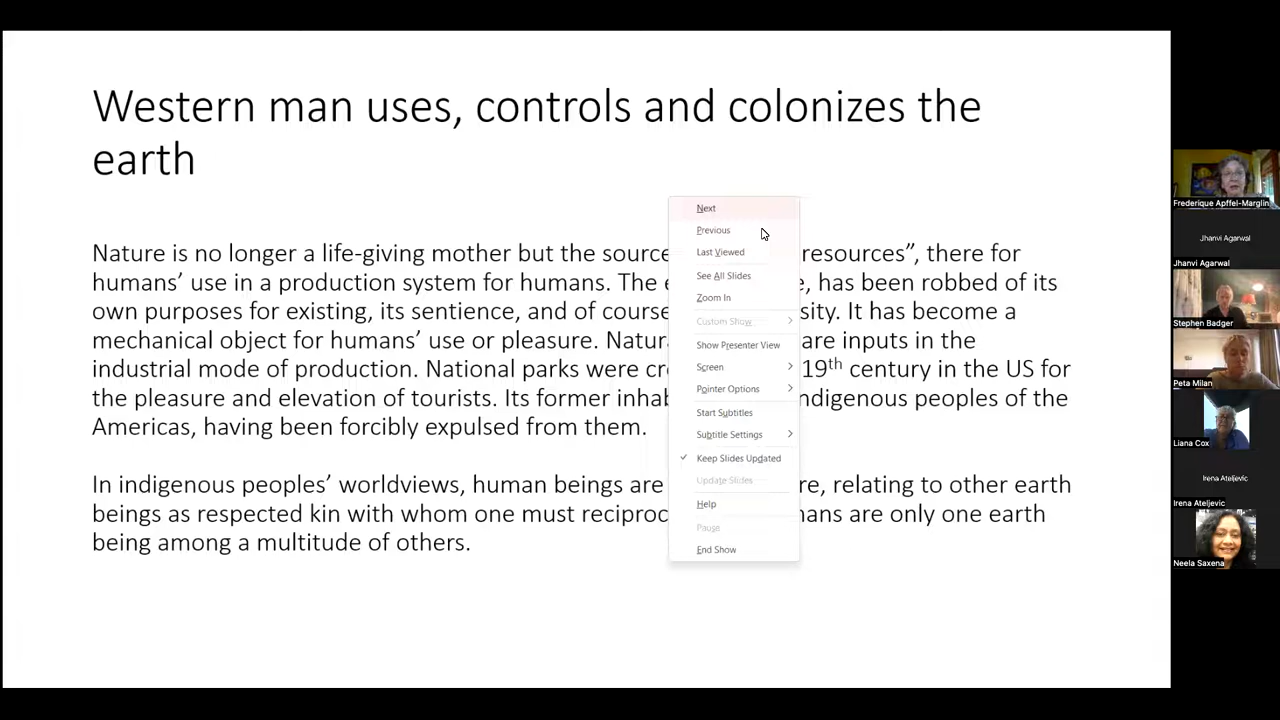 Western man uses, controls and colonizes the
earth
Nature is no longer a life-giving mother but the source resources”, there for
humans’ use in a production system for humans. The has been robbed of its
own purposes for existing, its sentience, and of course It has become a
mechanical object for humans’ use or pleasure. are inputs in the
industrial mode of production. National parks were 19th century in the US for
the pleasure and elevation of tourists. Its former peoples of the
Americas, having been forcibly expulsed from them.
In indigenous peoples’ worldviews, human beings are relating to other earth
beings as respected kin with whom one must are only one earth
being among a multitude of others.
Next
Previous
Last Viewed
See All Slides
Zoom In
Custom Show
Show Presenter View
Screen
Pointer Options
Start Subtitles
Subtitle Settings
Keep Slides Updated
Update Slides
Help
Pause
End Show
Frederique Apffel-Marglin
Jhanvi Agarwal
Jhanvi Agarwal
Stephen Badger
Peta Milan
Liana Cox
Irena Ateljevic
Irena Ateljevic
Neela Saxena